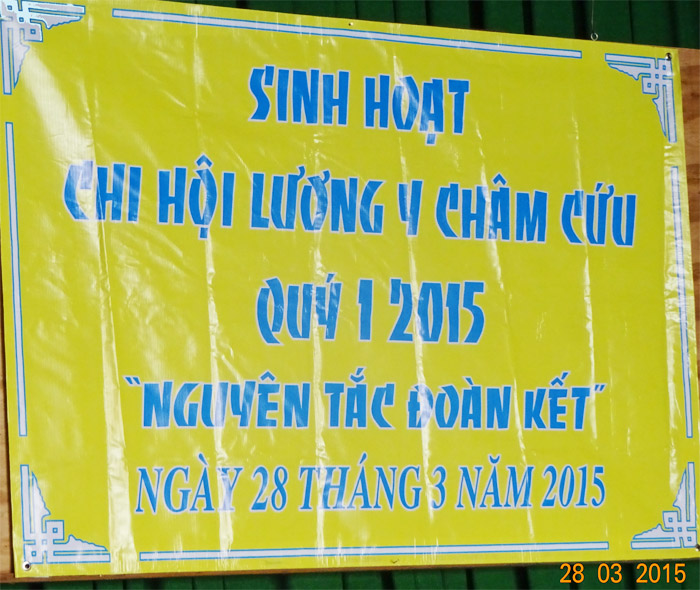 SINH HOẠT
CHI HỘI LƯƠNG Y CHÂM CỨU
QUÝ 1 2015
"NGUYÊN TẮC ĐOÀN KẾT"
NGÀY 28 THÁNG 3 NĂM 2015
28 03 2015